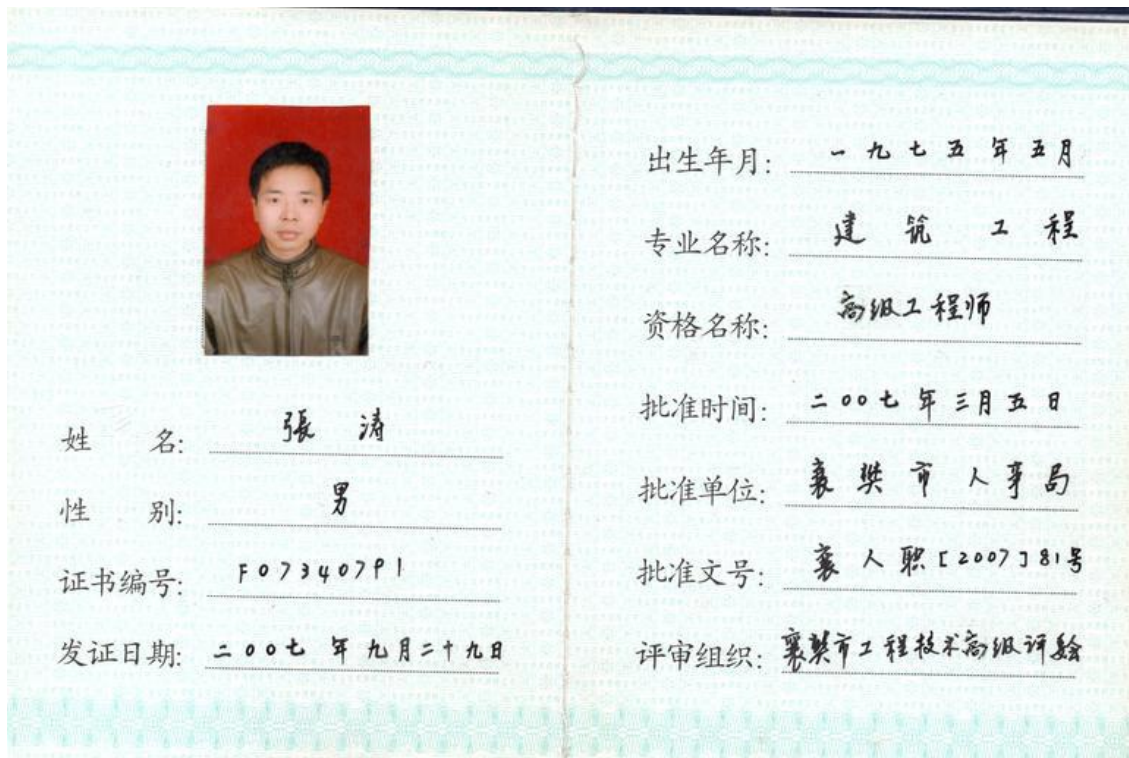 姓 名: 張 涛
性 别: 男
证书编号: F07340791
发证日期: 二00七 年 九月二十九日
出生年月: 一九七五年五月
专业名称: 建筑工程
资格名称: 高级工程师
批准时间: 二00七年三月五日
批准单位: 襄樊市人事局
批准文号: 襄人职[2007]81号
评审组织: 襄樊市工程技术高级评